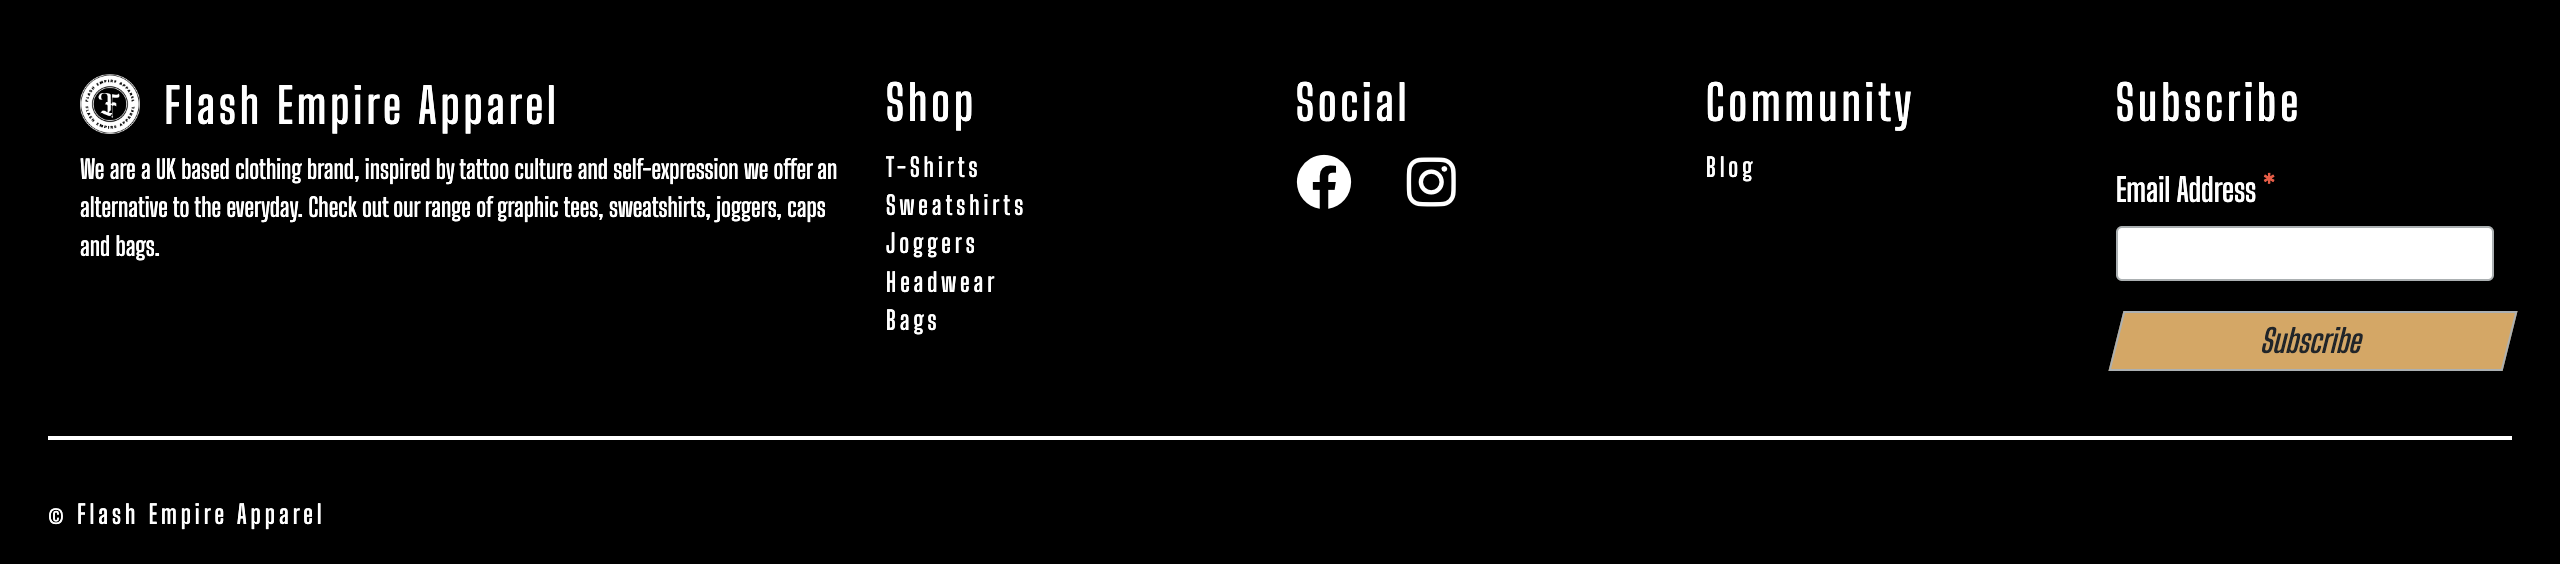 Flash Empire Apparel
We are a UK based clothing brand, inspired by tattoo culture and self-expression we offer an
alternative to the everyday. Check out our range of graphic tees, sweatshirts, joggers, caps
and bags.
Shop
T-Shirts
Sweatshirts
Joggers
Headwear
Bags
Social
Community
Blog
Subscribe
Email Address *
Subscribe
© Flash Empire Apparel